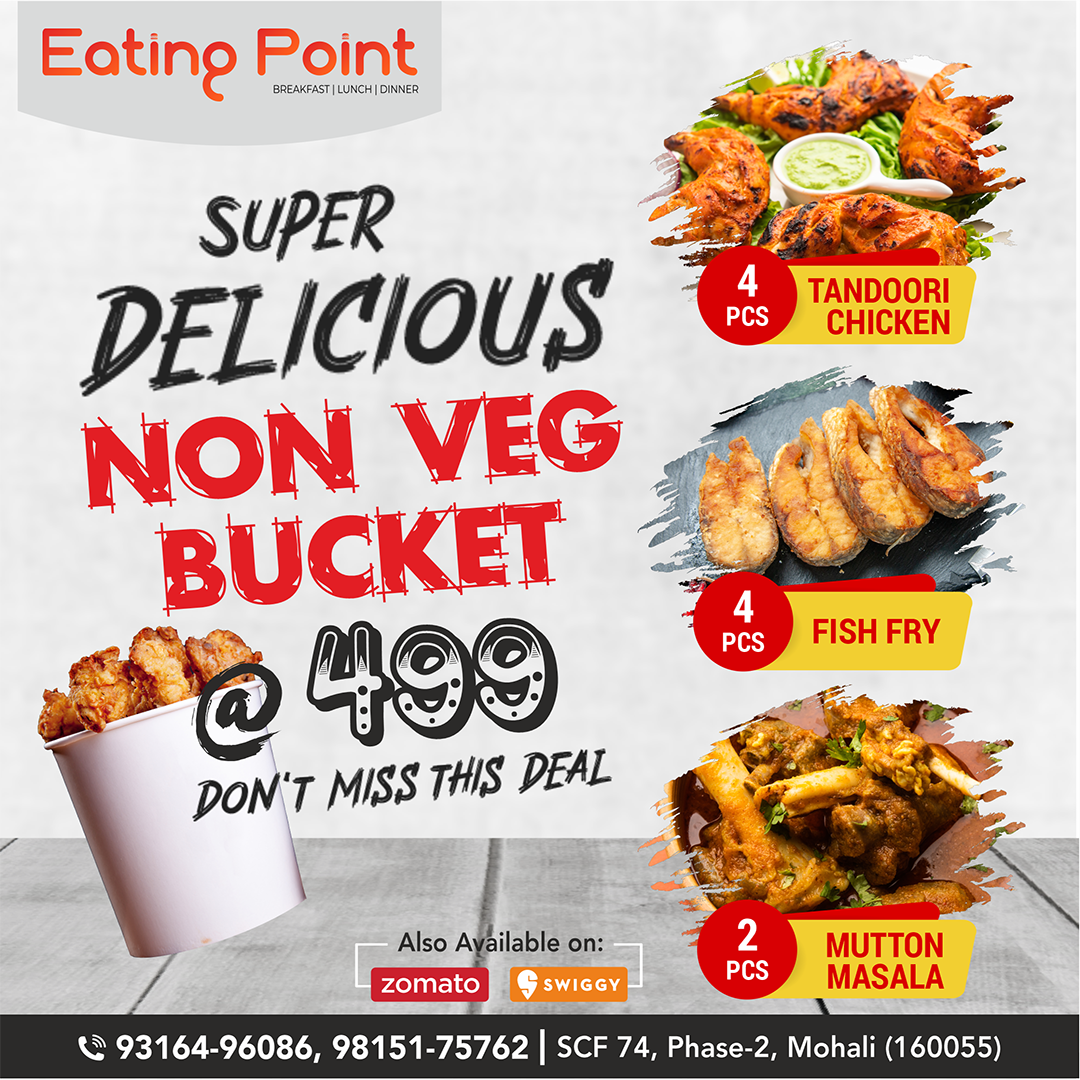 Eating Point
BREAKFAST | LUNCH | DINNER
SUPER
DELICIOUS
NON VEG
BUCKET
@ 499
DON'T MISS THIS DEAL
4
PCS
TANDOORI
CHICKEN
4
PCS
FISH FRY
2
PCS
MUTTON
MASALA
Also Available on:
zomato
SWIGGY
93164-96086, 98151-75762 | SCF 74, Phase-2, Mohali (160055)